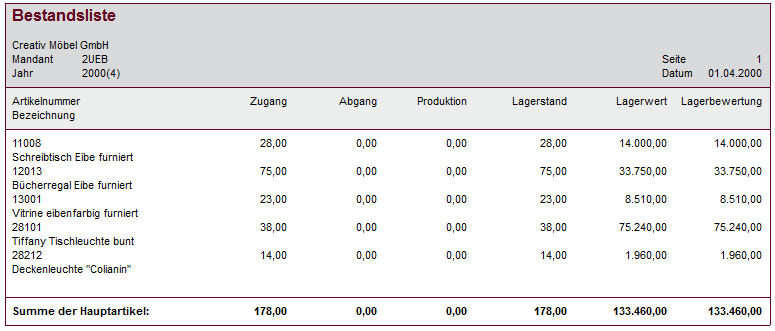 Bestandsliste
Creativ Möbel GmbH
Mandant 2UEB Seite 1
Jahr 2000(4) Datum 01.04.2000
Artikelnummer Zugang Abgang Produktion Lagerstand Lagerwert Lagerbewertung
Bezeichnung
11008 28,00 0,00 0,00 28,00 14.000,00 14.000,00
Schreibtisch Eibe furniert
12013 75,00 0,00 0,00 75,00 33.750,00 33.750,00
Bücherregal Eibe furniert
13001 23,00 0,00 0,00 23,00 8.510,00 8.510,00
Vitrine eibenfarbig furniert
28101 38,00 0,00 0,00 38,00 75.240,00 75.240,00
Tiffany Tischleuchte bunt
28212 14,00 0,00 0,00 14,00 1.960,00 1.960,00
Deckenleuchte "Colianin"
Summe der Hauptartikel: 178,00 0,00 0,00 178,00 133.460,00 133.460,00